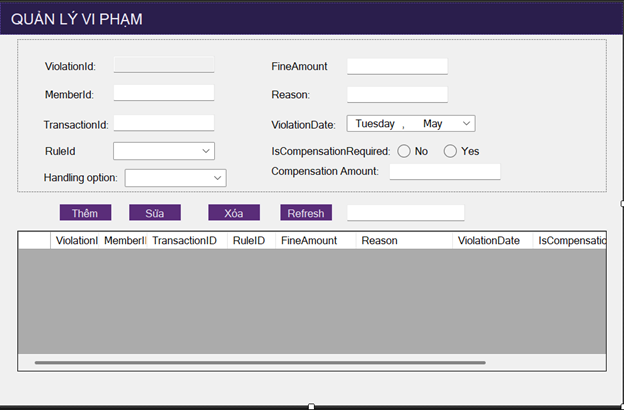 QUẢN LÝ VI PHẠM
ViolationId:
FineAmount
MemberId:
Reason:
TransactionId:
ViolationDate:
Tuesday , May
RuleId
IsCompensationRequired:
No
Yes
Handling option:
Compensation Amount:
Thêm
Sửa
Xóa
Refresh
ViolationI MemberI TransactionID RuleID FineAmount Reason ViolationDate IsCompensatio